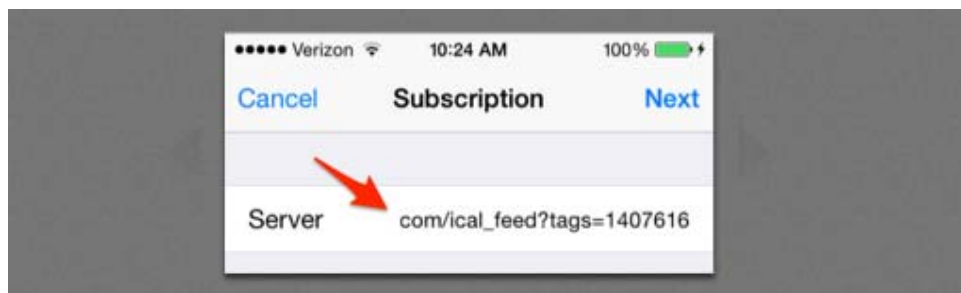 Verizon 10:24 AM 100%
Cancel Subscription Next
Server com/ical_feed?tags=1407616